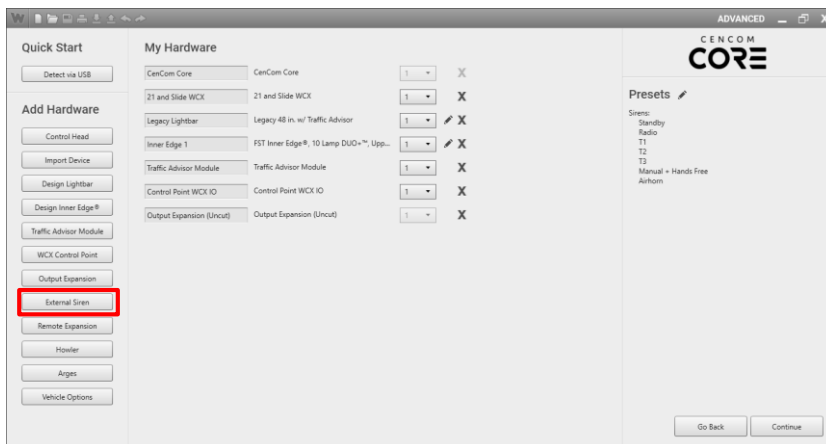 W
ADVANCED
Quick Start
Detect via USB
Add Hardware
Control Head
Import Device
Design Lightbar
Design Inner Edge®
Traffic Advisor Module
WCX Control Point
Output Expansion
External Siren
Remote Expansion
Howler
Arges
Vehicle Options
My Hardware
CenCom Core CenCom Core 1 X
21 and Slide WCX 21 and Slide WCX 1 X
Legacy Lightbar Legacy 48 in. w/ Traffic Advisor 1 X
Inner Edge 1 FST Inner Edge®, 10 Lamp DUO+™, Upp... 1 X
Traffic Advisor Module Traffic Advisor Module 1 X
Control Point WCX IO Control Point WCX IO 1 X
Output Expansion (Uncut) Output Expansion (Uncut) 1 X
CENCOM
CORE
Presets
Sirens:
Standby
Radio
T1
T2
T3
Manual + Hands Free
Airhorn
Go Back
Continue